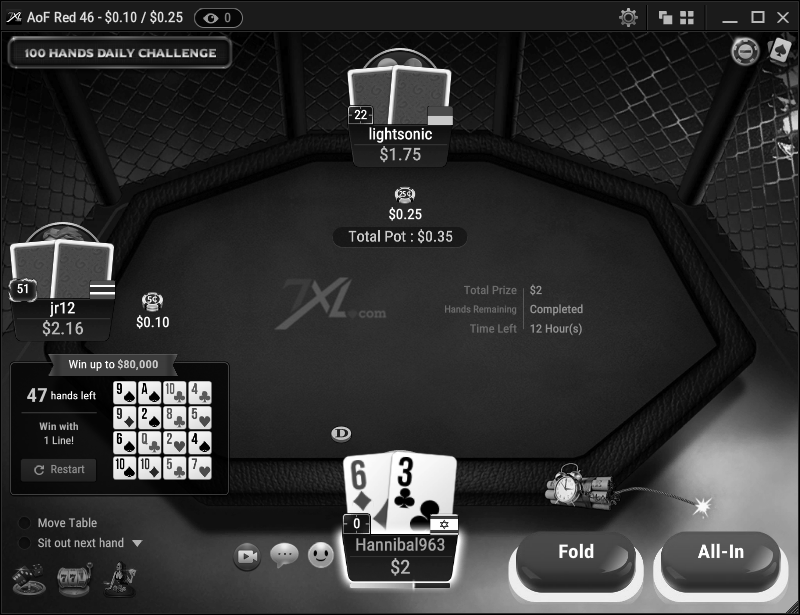 7XL AoF Red 46 - $0.10 / $0.25 0
100 HANDS DAILY CHALLENGE
22
lightsonic
$1.75
25¢
$0.25
Total Pot : $0.35
51
jr12
$2.16
5¢
$0.10
7XL.com
Total Prize $2
Hands Remaining Completed
Time Left 12 Hour(s)
Win up to $80,000
47 hands left
Win with
1 Line!
Restart
9 A 10 4
9 2 8 5
6 Q 2 4
10 10 5 7
D
6 3
0
Hannibal963
$2
Move Table
Sit out next hand
Fold
All-In